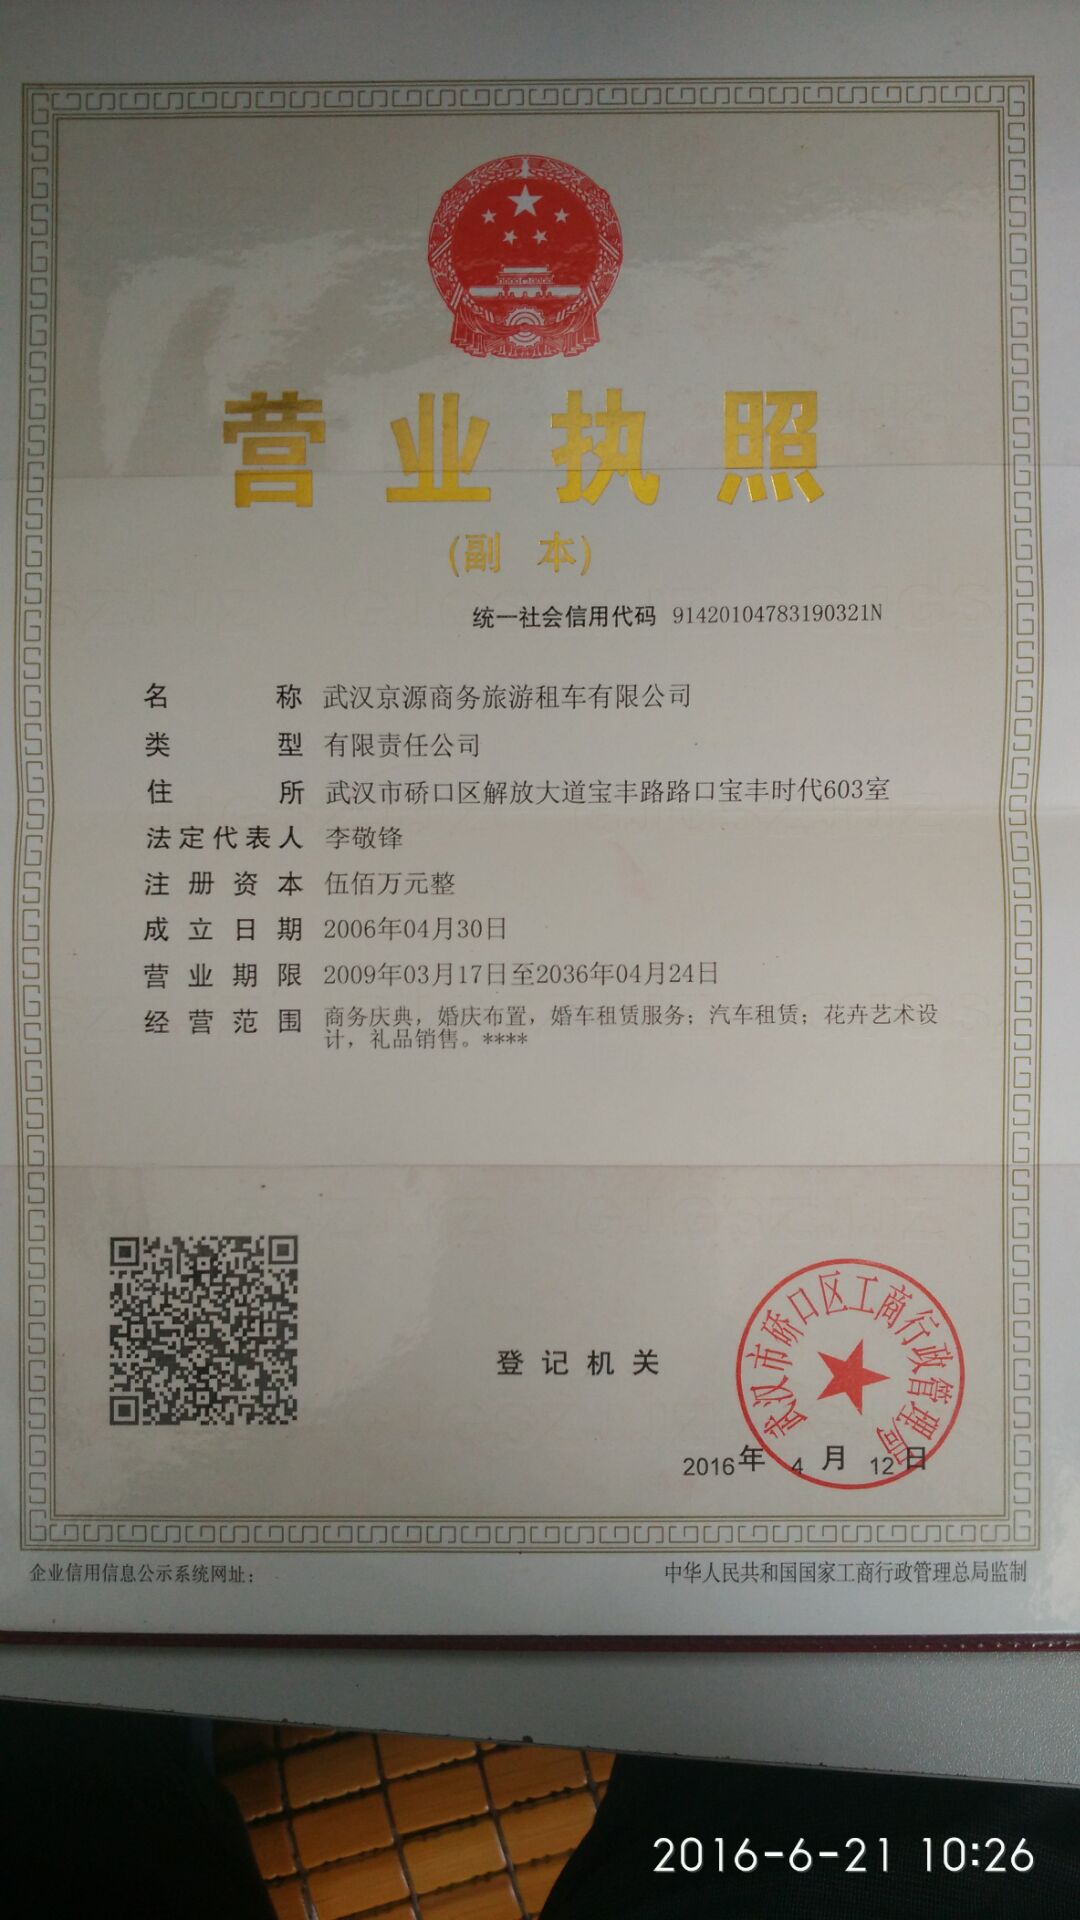 营业执照
(副 本)
统一社会信用代码 91420104783190321N
名称 武汉京源商务旅游租车有限公司
类型 有限责任公司
住所 武汉市硚口区解放大道宝丰路路口宝丰时代603室
法定代表人 李敬锋
注册资本 伍佰万元整
成立日期 2006年04月30日
营业期限 2009年03月17日至2036年04月24日
经营范围 商务庆典，婚庆布置，婚车租赁服务；汽车租赁；花卉艺术设
计，礼品销售。****
登记机关
武汉市硚口区工商行政管理局
2016年 4 月 12日
企业信用信息公示系统网址：
中华人民共和国国家工商行政管理总局监制
2016-6-21 10:26